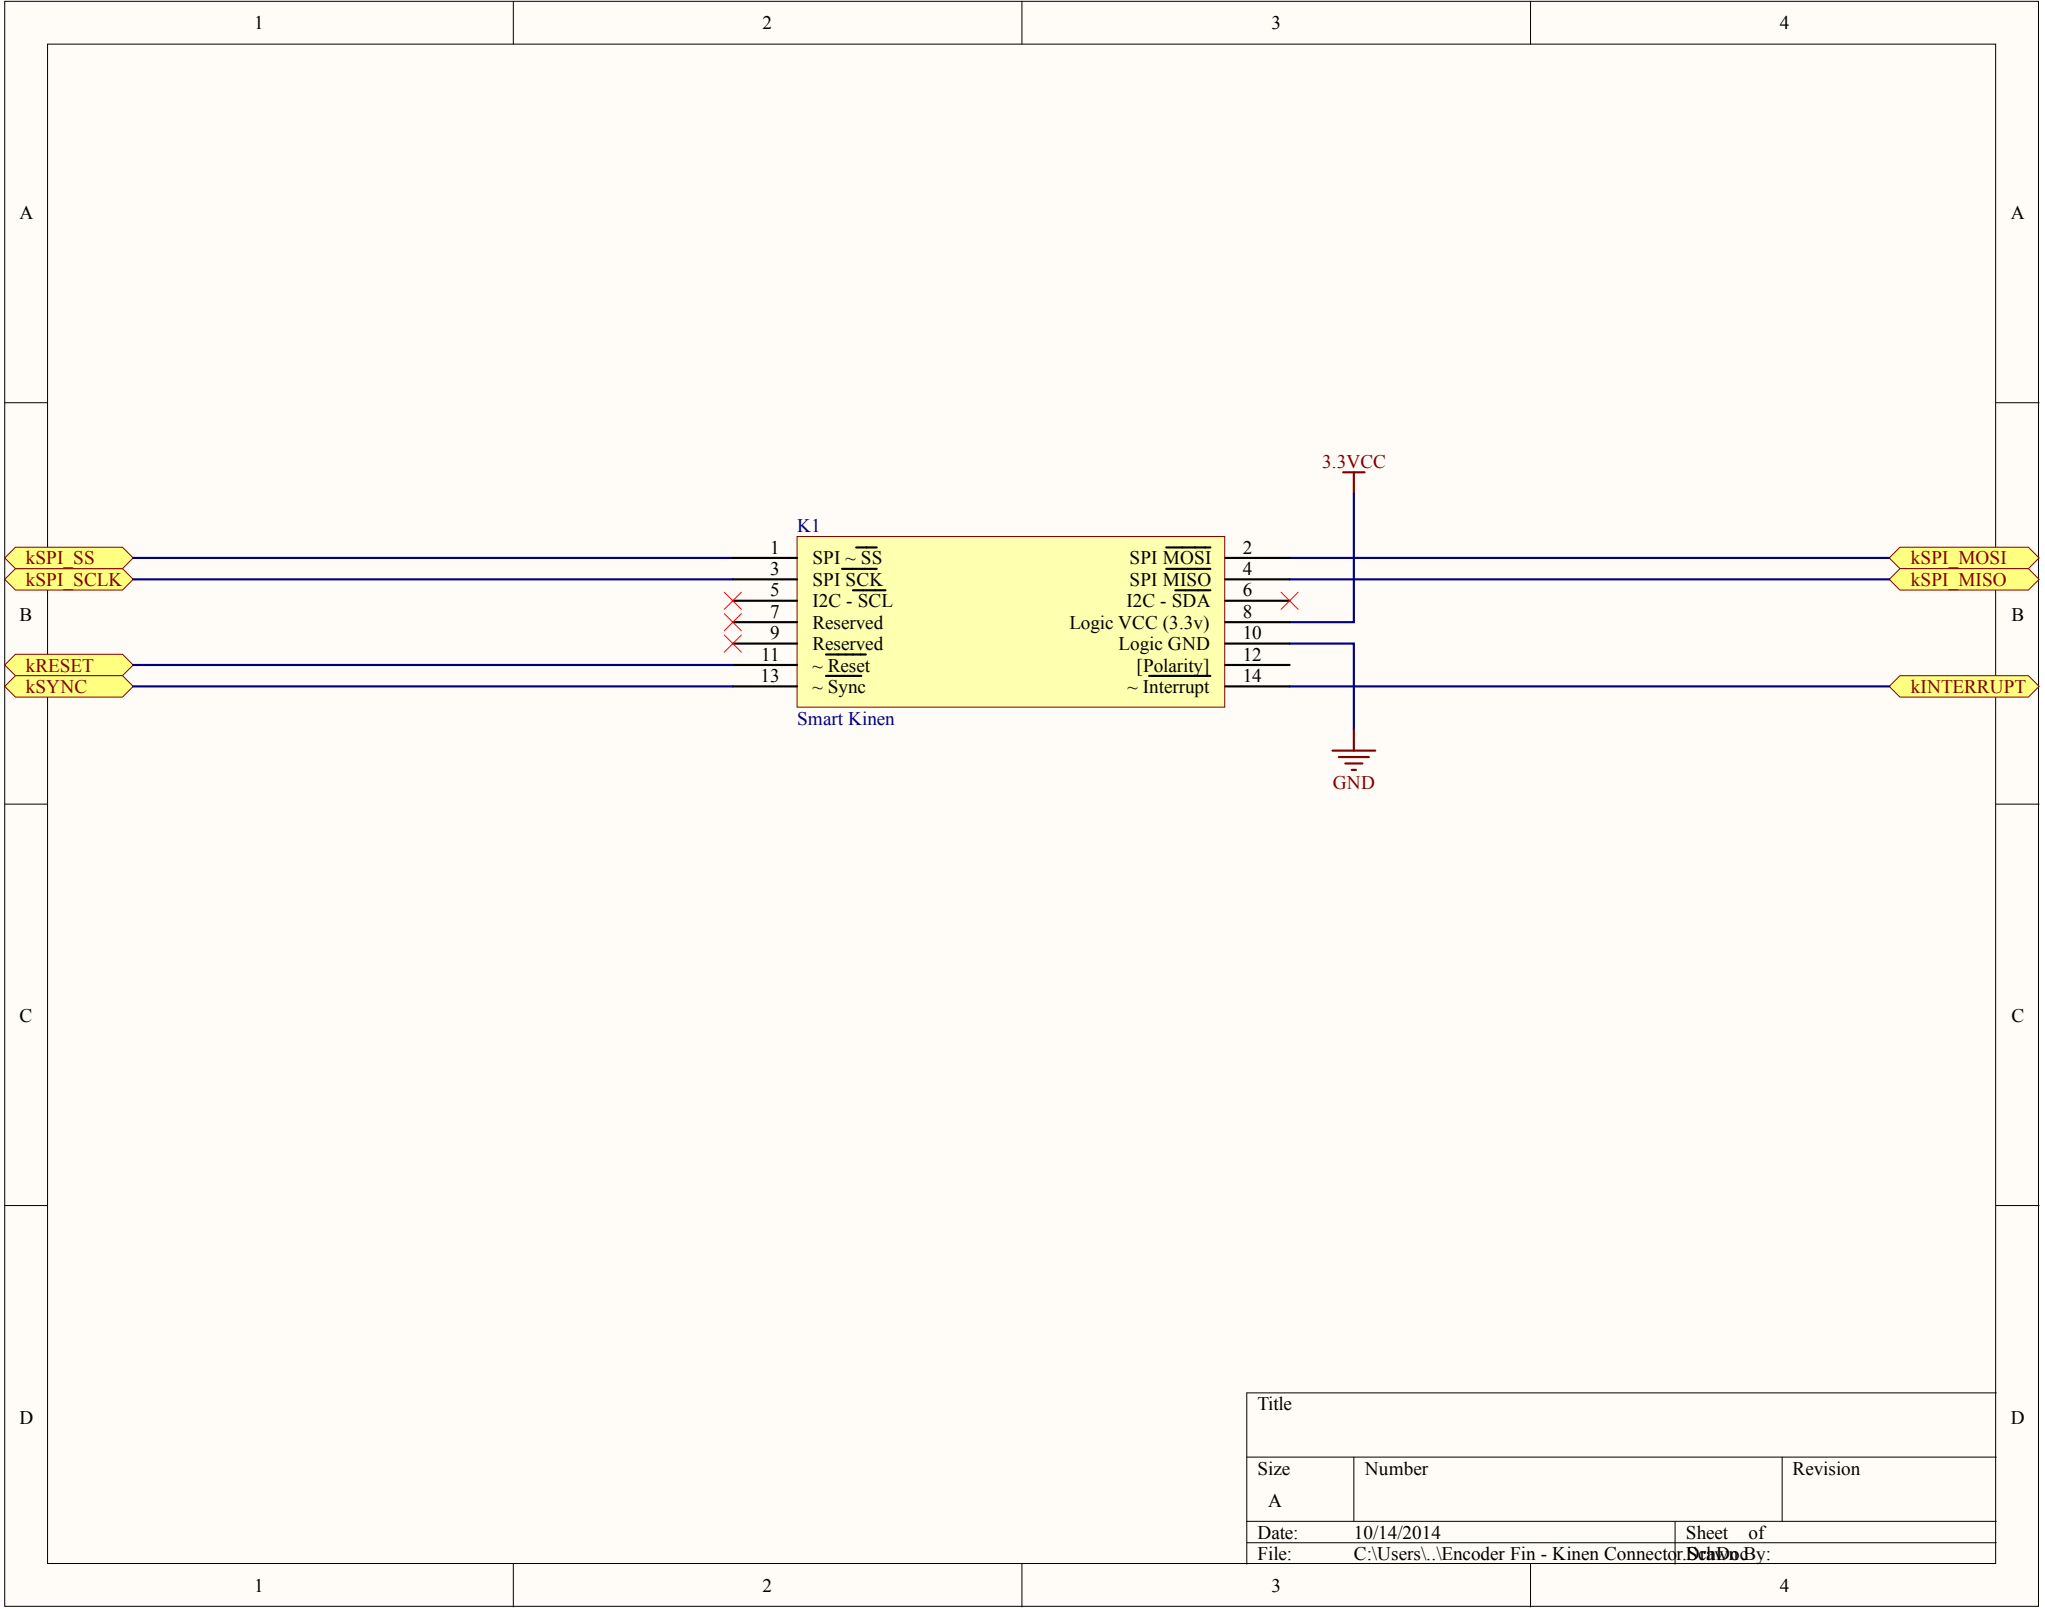 1 2 3 4
A A
3.3VCC
K1
kSPI_SS 1 SPI ~ SS SPI MOSI 2 kSPI_MOSI
kSPI_SCLK 3 SPI SCK SPI MISO 4 kSPI_MISO
5 I2C - SCL I2C - SDA 6
B 7 Reserved Logic VCC (3.3v) 8 B
9 Reserved Logic GND 10
kRESET 11 ~ Reset [Polarity] 12
kSYNC 13 ~ Sync ~ Interrupt 14 kINTERRUPT
Smart Kinen
GND
C C
Title
D D
Size Number Revision
A
Date: 10/14/2014 Sheet of
File: C:\Users\..\Encoder Fin - Kinen Connector.SchDoc Drawn By:
1 2 3 4